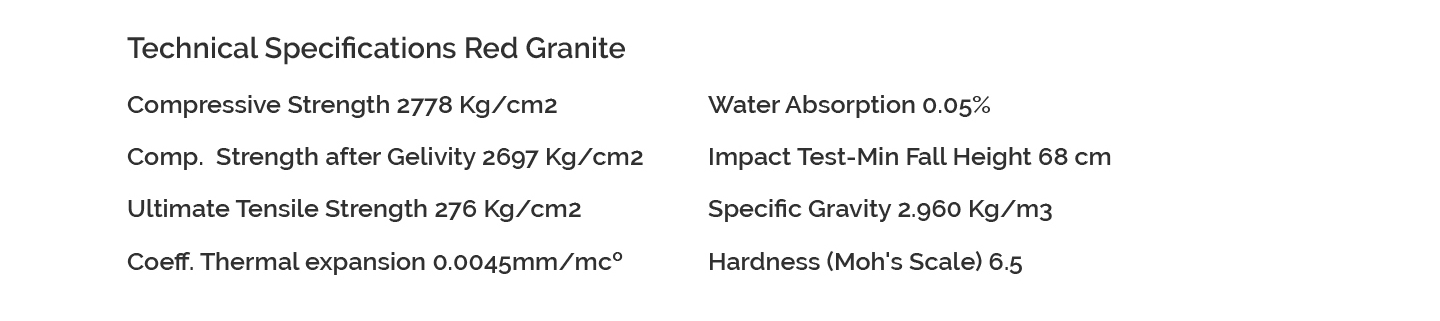 Technical Specifications Red Granite
Compressive Strength 2778 Kg/cm2
Comp.  Strength after Gelivity 2697 Kg/cm2
Ultimate Tensile Strength 276 Kg/cm2
Coeff. Thermal expansion 0.0045mm/mcº
Water Absorption 0.05%
Impact Test-Min Fall Height 68 cm
Specific Gravity 2.960 Kg/m3
Hardness (Moh's Scale) 6.5